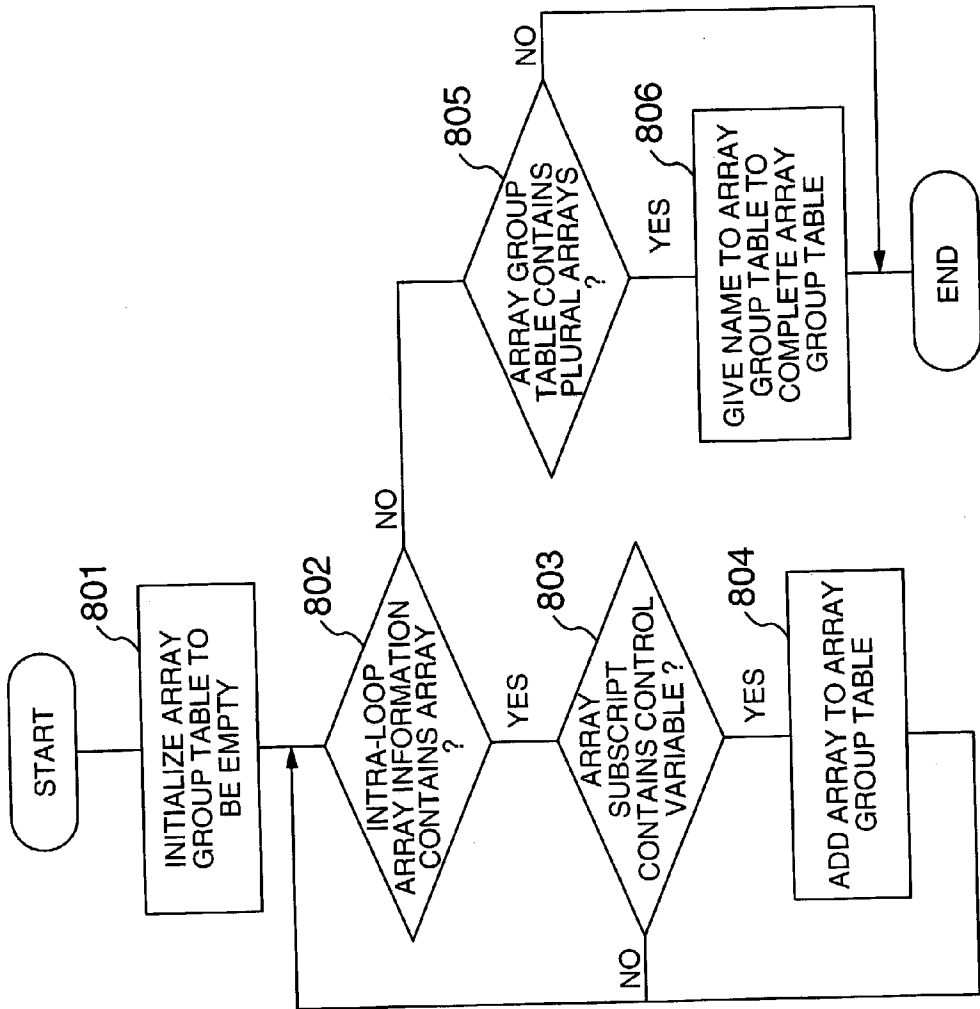 START
801
INITIALIZE ARRAY
GROUP TABLE TO
BE EMPTY
802
INTRA-LOOP
ARRAY INFORMATION
CONTAINS ARRAY
?
NO
YES
803
ARRAY
SUBSCRIPT
CONTAINS CONTROL
VARIABLE ?
NO
YES
804
ADD ARRAY TO ARRAY
GROUP TABLE
805
ARRAY GROUP
TABLE CONTAINS
PLURAL ARRAYS
?
NO
YES
806
GIVE NAME TO ARRAY
GROUP TABLE TO
COMPLETE ARRAY
GROUP TABLE
END